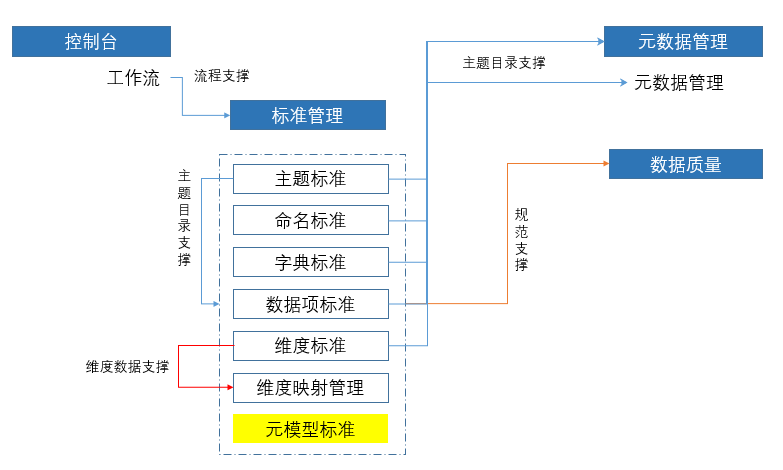 控制台
元数据管理
工作流
流程支撑
主题目录支撑
元数据管理
标准管理
数据质量
主题标准
主题目录支撑
命名标准
规范支撑
字典标准
数据项标准
维度标准
维度数据支撑
维度映射管理
元模型标准